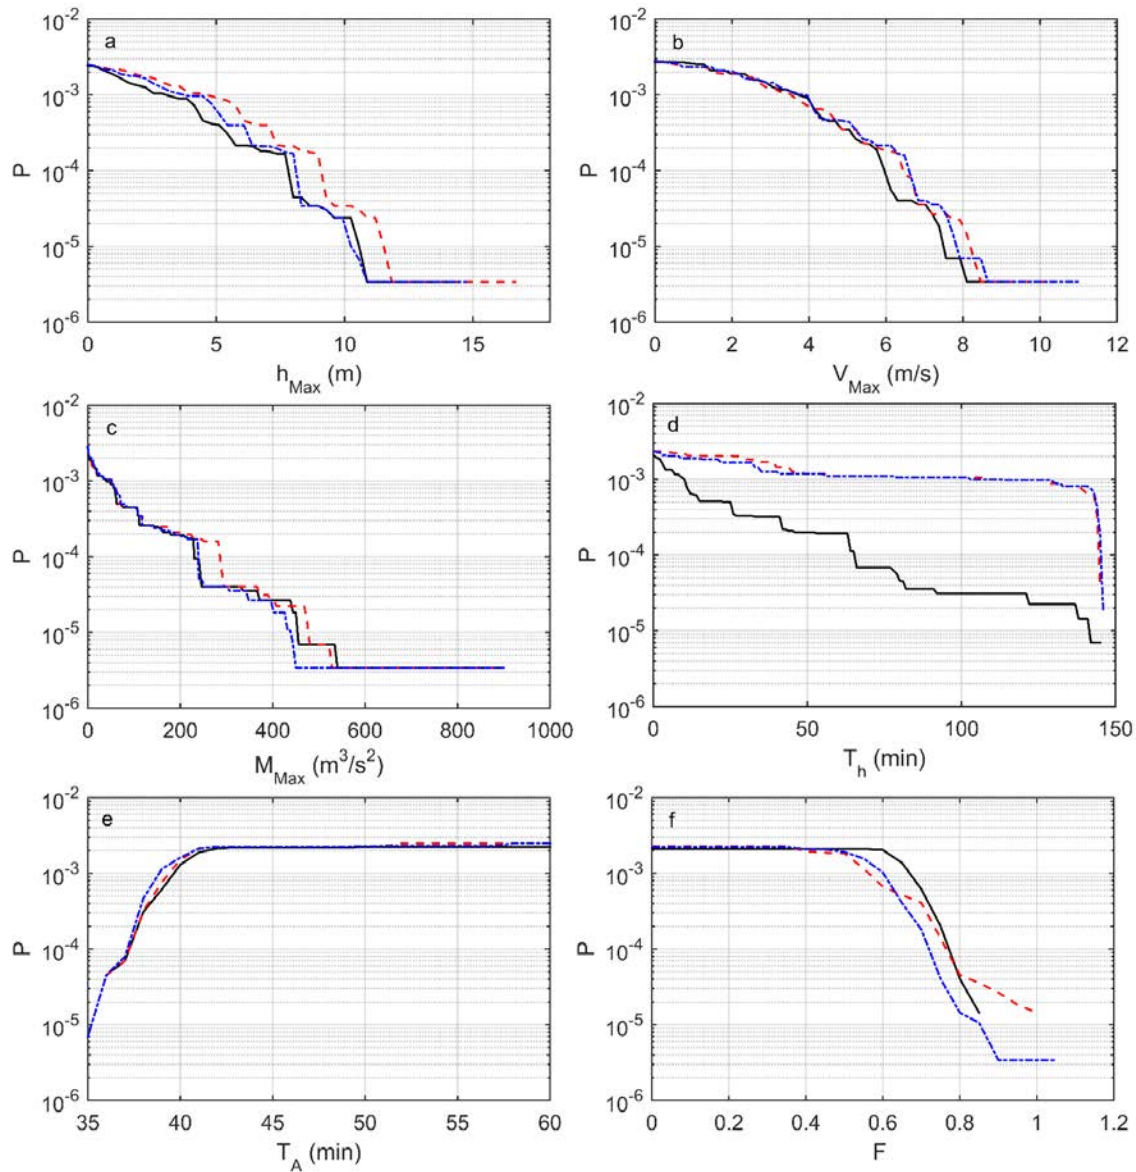 a
10^-2
10^-3
10^-4
10^-5
10^-6
P
0 5 10 15
h_Max (m)
b
10^-2
10^-3
10^-4
10^-5
10^-6
P
0 2 4 6 8 10 12
V_Max (m/s)
c
10^-2
10^-3
10^-4
10^-5
10^-6
P
0 200 400 600 800 1000
M_Max (m^3/s^2)
d
10^-2
10^-3
10^-4
10^-5
10^-6
P
0 50 100 150
T_h (min)
e
10^-2
10^-3
10^-4
10^-5
10^-6
P
35 40 45 50 55 60
T_A (min)
f
10^-2
10^-3
10^-4
10^-5
10^-6
P
0 0.2 0.4 0.6 0.8 1 1.2
F